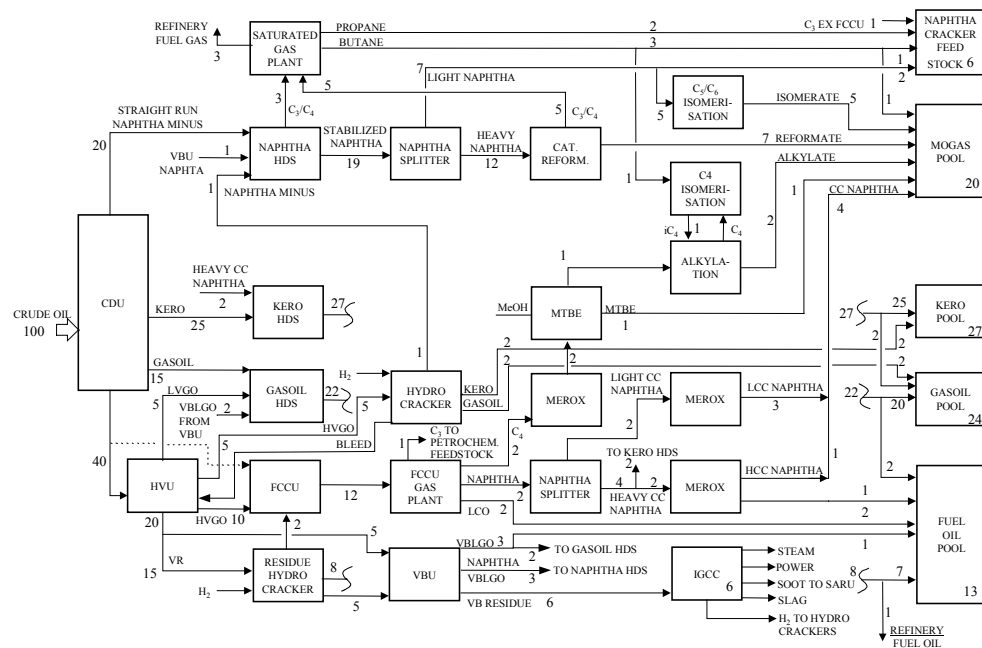 REFINERY
FUEL GAS
3
SATURATED
GAS
PLANT
PROPANE
2
BUTANE
3
C3 EX FCCU
1
NAPHTHA
CRACKER
FEED
STOCK 6
7
LIGHT NAPHTHA
1
2
3
C3/C4
5
5
C3/C4
5
C5/C6
ISOMERI-
SATION
ISOMERATE
5
1
STRAIGHT RUN
NAPHTHA MINUS
20
VBU
NAPHTA
1
1
NAPHTHA MINUS
NAPHTHA
HDS
STABILIZED
NAPHTHA
19
NAPHTHA
SPLITTER
HEAVY
NAPHTHA
12
CAT.
REFORM.
7 REFORMATE
ALKYLATE
1
CC NAPHTHA
4
MOGAS
POOL
20
1
C4
ISOMERI-
SATION
iC4
1
C4
2
ALKYLA-
TION
1
CDU
CRUDE OIL
100
HEAVY CC
NAPHTHA
2
KERO
25
KERO
HDS
27
MeOH
MTBE
MTBE
1
27
25
KERO
POOL
27
2
2
2
2
1
GASOIL
15
LVGO
5
VBLGO
FROM
VBU
2
GASOIL
HDS
22
H2
HYDRO
CRACKER
KERO
GASOIL
2
MEROX
LIGHT CC
NAPHTHA
MEROX
LCC NAPHTHA
3
22
20
GASOIL
POOL
24
5
HVGO
5
BLEED
1
C3 TO
PETROCHEM.
FEEDSTOCK
C4
2
2
40
HVU
20
HVGO
10
FCCU
12
FCCU
GAS
PLANT
NAPHTHA
2
LCO
2
NAPHTHA
SPLITTER
TO KERO HDS
2
4
2
HEAVY CC
NAPHTHA
MEROX
HCC NAPHTHA
1
2
1
2
1
FUEL
OIL
POOL
13
2
5
VR
15
H2
RESIDUE
HYDRO
CRACKER
8
5
VBU
VBLGO
3
NAPHTHA
2
VBLGO
3
TO GASOIL HDS
TO NAPHTHA HDS
VB RESIDUE
6
IGCC
6
STEAM
POWER
SOOT TO SARU
SLAG
H2 TO HYDRO
CRACKERS
8
7
1
REFINERY
FUEL OIL